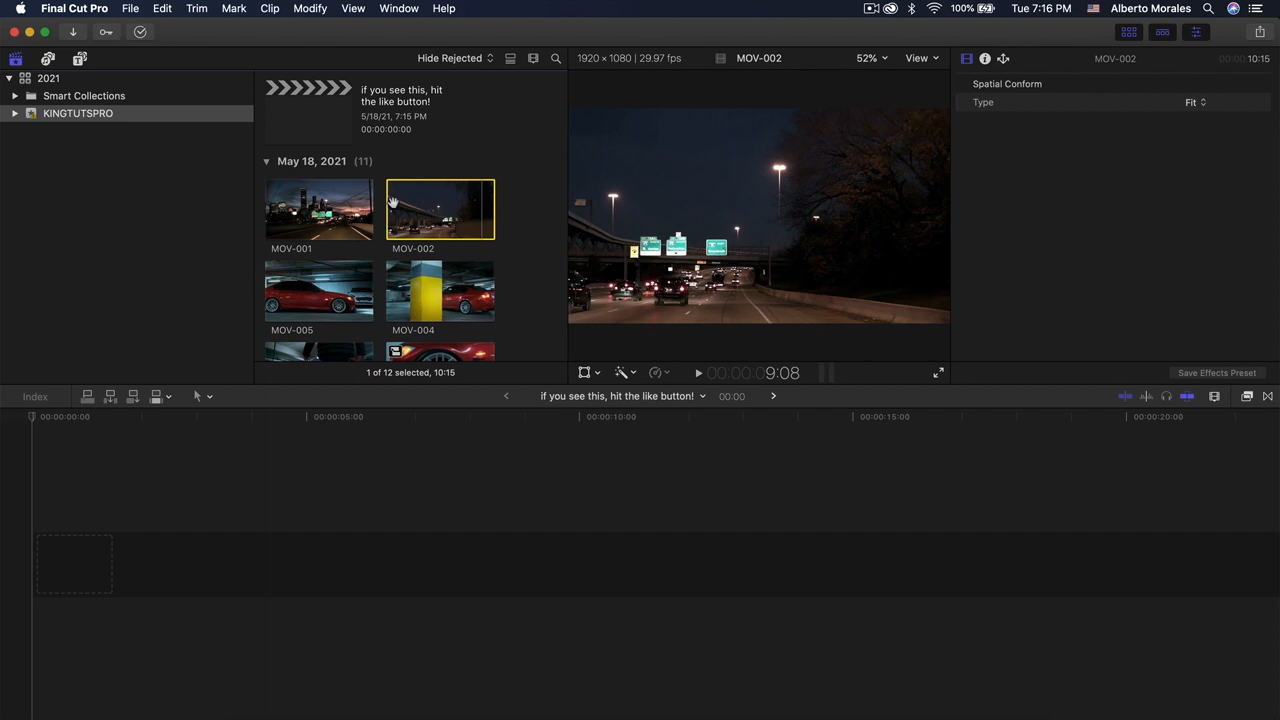 Final Cut Pro File Edit Trim Mark Clip Modify View Window Help 100% Tue 7:16 PM Alberto Morales
Hide Rejected 1920 × 1080 | 29.97 fps MOV-002 52% View MOV-002 00:00 10:15
2021
Smart Collections
KINGTUTSPRO
if you see this, hit
the like button!
5/18/21, 7:15 PM
00:00:00:00
May 18, 2021 (11)
MOV-001 MOV-002
MOV-005 MOV-004
1 of 12 selected, 10:15
Spatial Conform
Type Fit
00:00:09:08
Save Effects Preset
Index if you see this, hit the like button! 00:00
00:00:00:00 00:00:05:00 00:00:10:00 00:00:15:00 00:00:20:00